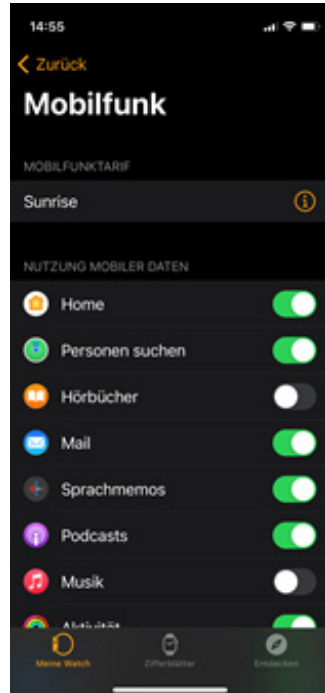 14:55
Zurück
Mobilfunk
MOBILFUNKTARIF
Sunrise
NUTZUNG MOBILER DATEN
Home
Personen suchen
Hörbücher
Mail
Sprachmemos
Podcasts
Musik
Aktivität
Meine Watch
Zifferblätter
Entdecken